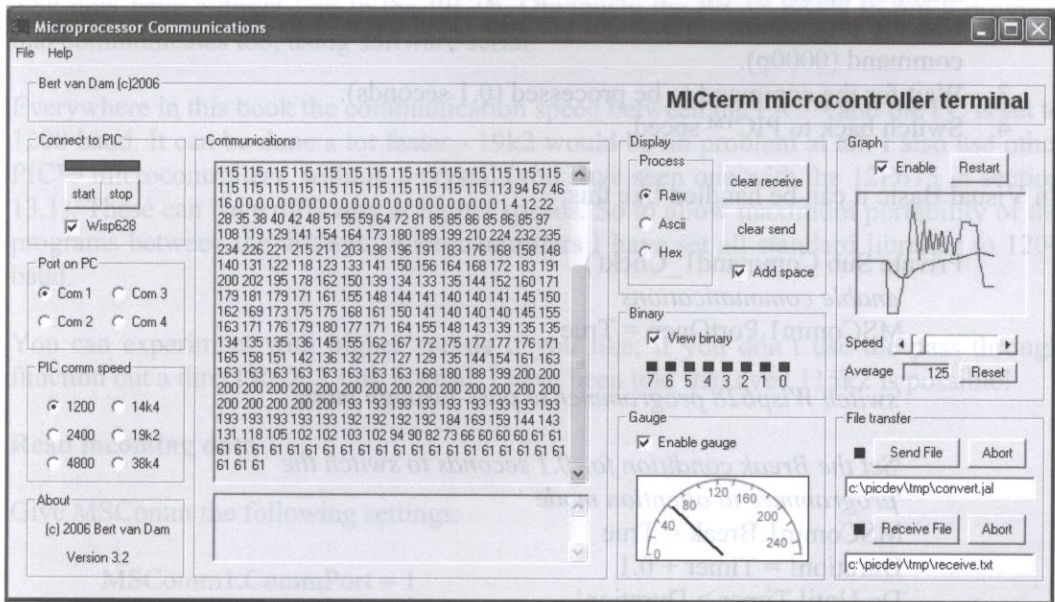 Microprocessor Communications
File Help
Bert van Dam (c)2006
MICterm microcontroller terminal
Connect to PIC
start stop
Wisp628
Port on PC
Com 1 Com 3
Com 2 Com 4
PIC comm speed
1200 14k4
2400 19k2
4800 38k4
About
(c) 2006 Bert van Dam
Version 3.2
Communications
115 115 115 115 115 115 115 115 115 115 115 115 115
115 115 115 115 115 115 115 115 115 113 94 67 46
16 0 0 0 0 0 0 0 0 0 0 0 0 0 0 0 0 0 0 1 4 12 22
28 35 38 40 42 48 51 55 59 64 72 81 85 85 86 85 86 85 97
108 119 129 141 154 164 173 180 189 199 210 224 232 235
234 226 221 215 211 203 198 196 191 183 176 168 158 148
140 131 122 118 123 133 141 150 156 164 168 172 183 191
200 202 195 178 162 150 139 134 133 135 144 152 160 171
179 181 179 171 161 155 148 144 141 140 140 141 145 150
162 169 173 175 175 168 161 150 141 140 140 140 145 155
163 171 176 179 180 177 171 164 155 148 143 139 135 135
134 135 135 136 145 155 162 167 172 175 177 177 176 171
165 158 151 142 136 132 127 127 129 135 144 154 161 163
163 163 163 163 163 163 163 163 168 180 188 199 200 200
200 200 200 200 200 200 200 200 200 200 200 200 200 200
200 200 200 200 200 193 193 193 193 193 193 193 193 193
193 193 193 193 192 192 192 192 192 184 169 159 144 143
131 118 105 102 102 103 102 94 90 82 73 66 60 60 60 61 61
61 61 61 61 61 61 61 61 61 61 61 61 61 61 61 61 61 61 61
61 61 61
Display
Process
Raw
Ascii
Hex
clear receive
clear send
Add space
Binary
View binary
7 6 5 4 3 2 1 0
Gauge
Enable gauge
0 40 80 120 160 200 240
Graph
Enable Restart
Speed
Average 125 Reset
File transfer
Send File Abort
c:\picdev\tmp\convert.jal
Receive File Abort
c:\picdev\tmp\receive.txt